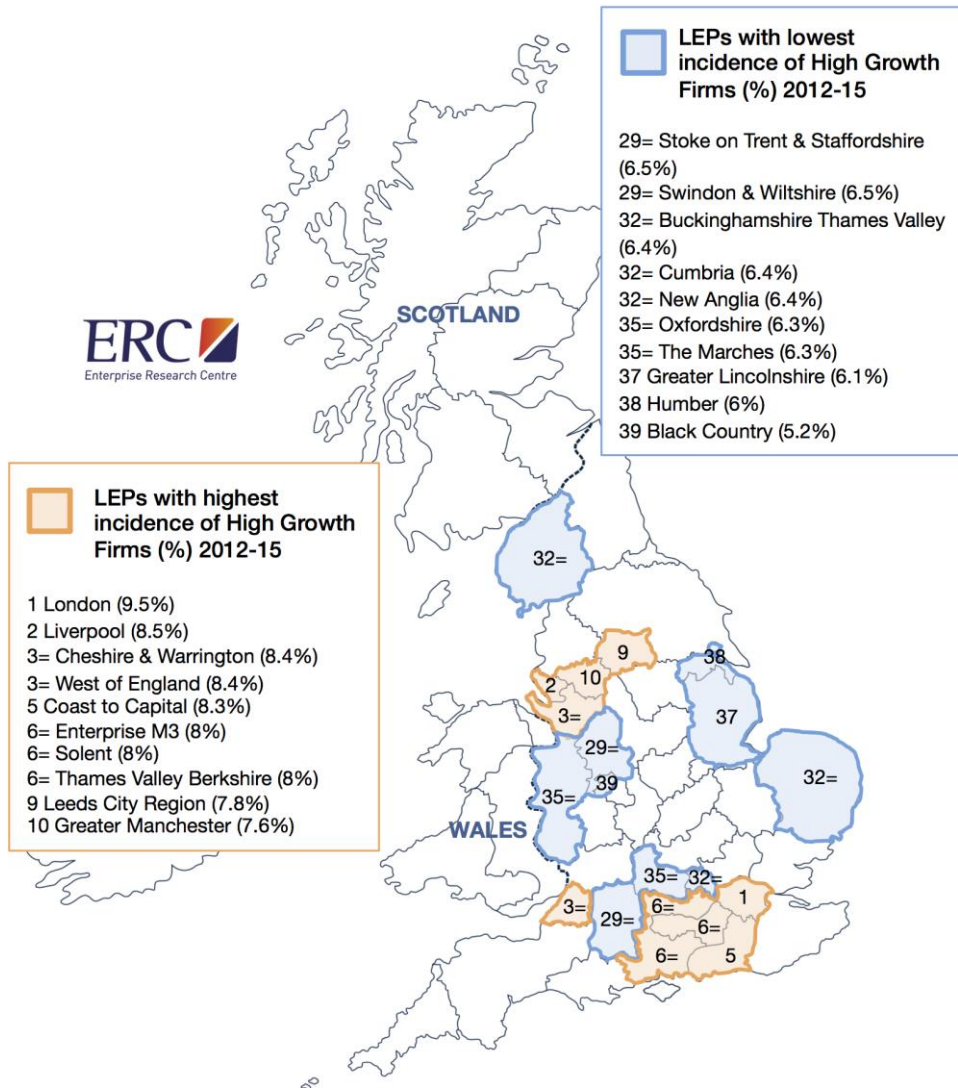 LEPs with lowest
incidence of High Growth
Firms (%) 2012-15
29= Stoke on Trent & Staffordshire
(6.5%)
29= Swindon & Wiltshire (6.5%)
32= Buckinghamshire Thames Valley
(6.4%)
32= Cumbria (6.4%)
32= New Anglia (6.4%)
35= Oxfordshire (6.3%)
35= The Marches (6.3%)
37 Greater Lincolnshire (6.1%)
38 Humber (6%)
39 Black Country (5.2%)
SCOTLAND
ERC
Enterprise Research Centre
LEPs with highest
incidence of High Growth
Firms (%) 2012-15
1 London (9.5%)
2 Liverpool (8.5%)
3= Cheshire & Warrington (8.4%)
3= West of England (8.4%)
5 Coast to Capital (8.3%)
6= Enterprise M3 (8%)
6= Solent (8%)
6= Thames Valley Berkshire (8%)
9 Leeds City Region (7.8%)
10 Greater Manchester (7.6%)
32=
9
38
10
2
3=
37
29=
32=
39
35=
WALES
35=
32=
1
3=
6=
29=
6=
6=
5